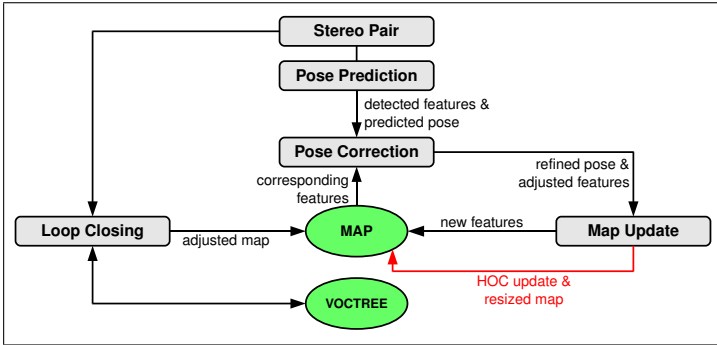 Stereo Pair
Pose Prediction
detected features &
predicted pose
Pose Correction
refined pose &
adjusted features
corresponding
features
Loop Closing
adjusted map
MAP
new features
Map Update
HOC update &
resized map
VOCTREE